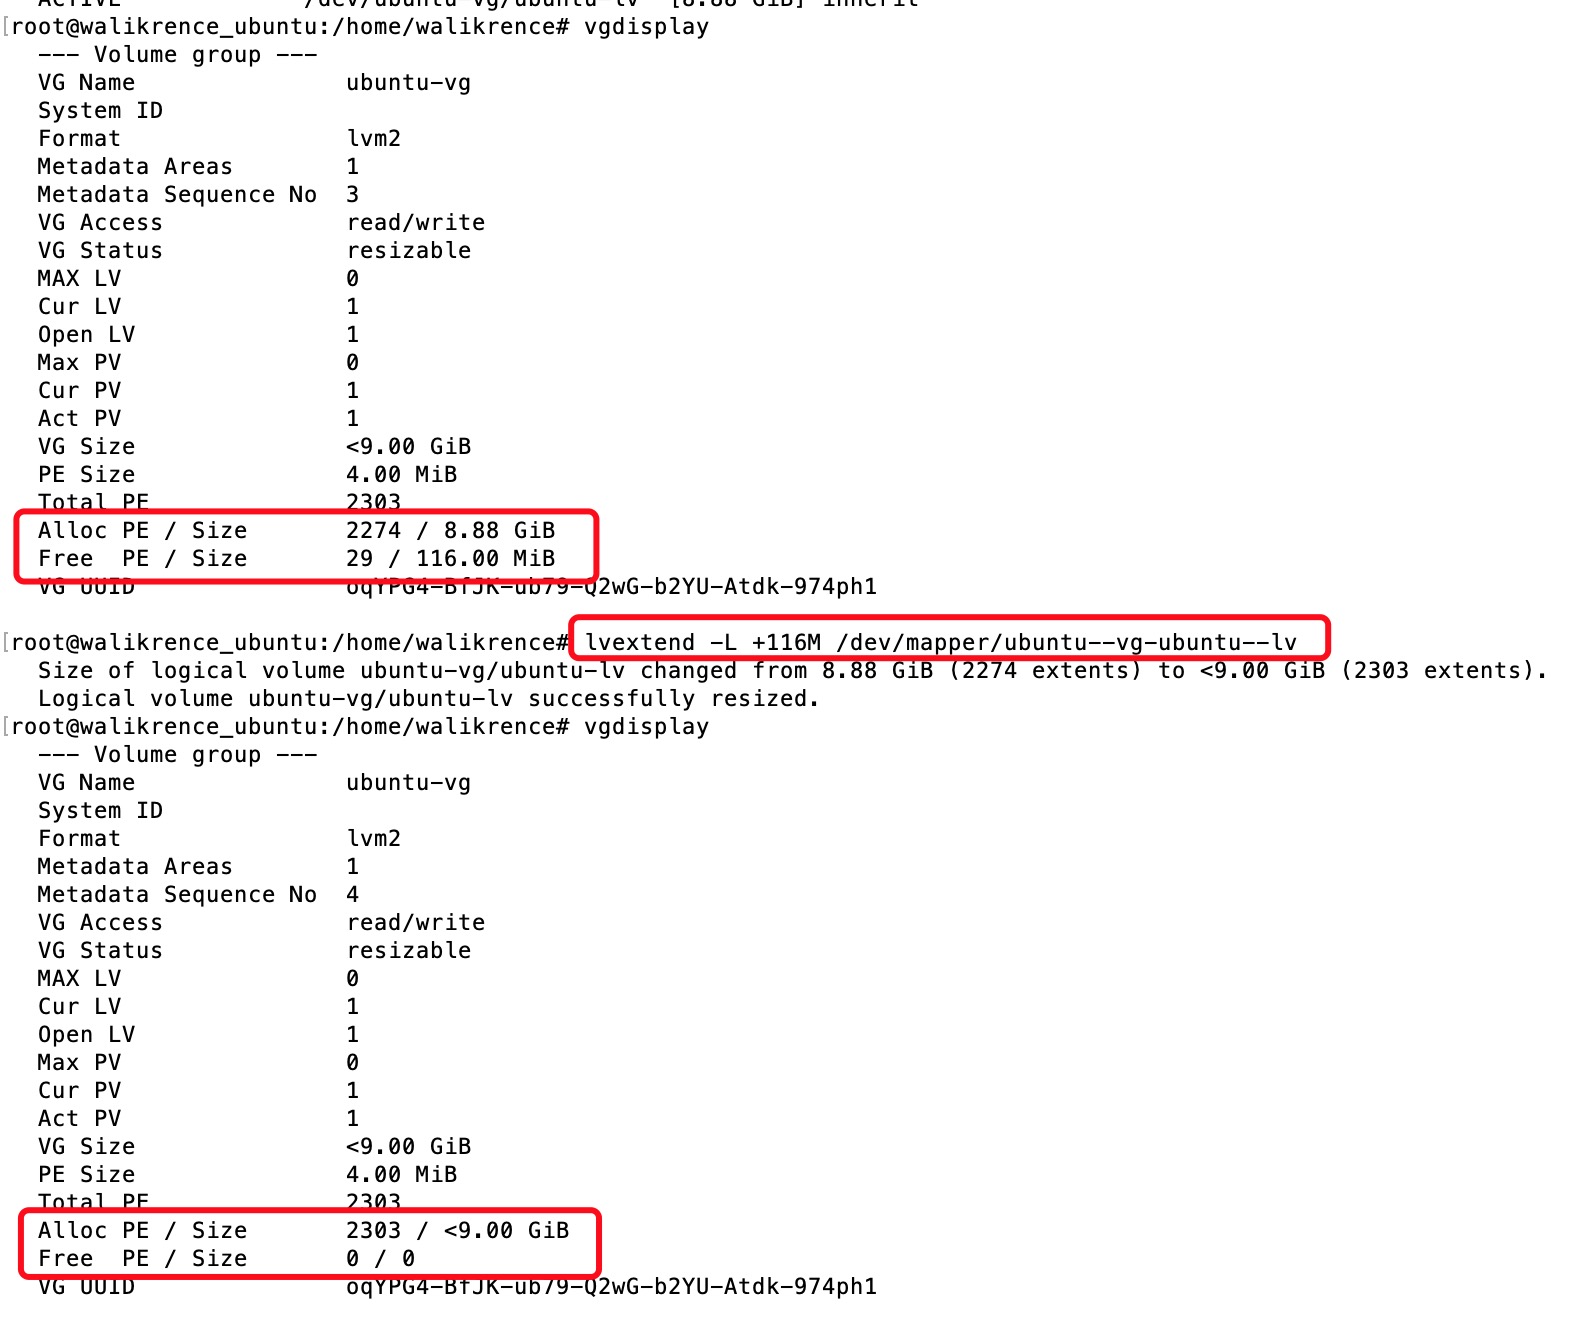 ACTIVE            '/dev/ubuntu-vg/ubuntu-lv' [8.88 GiB] inherit
[root@walikrence_ubuntu:/home/walikrence# vgdisplay
  --- Volume group ---
  VG Name               ubuntu-vg
  System ID
  Format                lvm2
  Metadata Areas        1
  Metadata Sequence No  3
  VG Access             read/write
  VG Status             resizable
  MAX LV                0
  Cur LV                1
  Open LV               1
  Max PV                0
  Cur PV                1
  Act PV                1
  VG Size               <9.00 GiB
  PE Size               4.00 MiB
  Total PE              2303
  Alloc PE / Size       2274 / 8.88 GiB
  Free  PE / Size       29 / 116.00 MiB
  VG UUID               oqYPG4-BfJK-ub79-Q2wG-b2YU-Atdk-974ph1
[root@walikrence_ubuntu:/home/walikrence# lvextend -L +116M /dev/mapper/ubuntu--vg-ubuntu--lv
  Size of logical volume ubuntu-vg/ubuntu-lv changed from 8.88 GiB (2274 extents) to <9.00 GiB (2303 extents).
  Logical volume ubuntu-vg/ubuntu-lv successfully resized.
[root@walikrence_ubuntu:/home/walikrence# vgdisplay
  --- Volume group ---
  VG Name               ubuntu-vg
  System ID
  Format                lvm2
  Metadata Areas        1
  Metadata Sequence No  4
  VG Access             read/write
  VG Status             resizable
  MAX LV                0
  Cur LV                1
  Open LV               1
  Max PV                0
  Cur PV                1
  Act PV                1
  VG Size               <9.00 GiB
  PE Size               4.00 MiB
  Total PE              2303
  Alloc PE / Size       2303 / <9.00 GiB
  Free  PE / Size       0 / 0
  VG UUID               oqYPG4-BfJK-ub79-Q2wG-b2YU-Atdk-974ph1